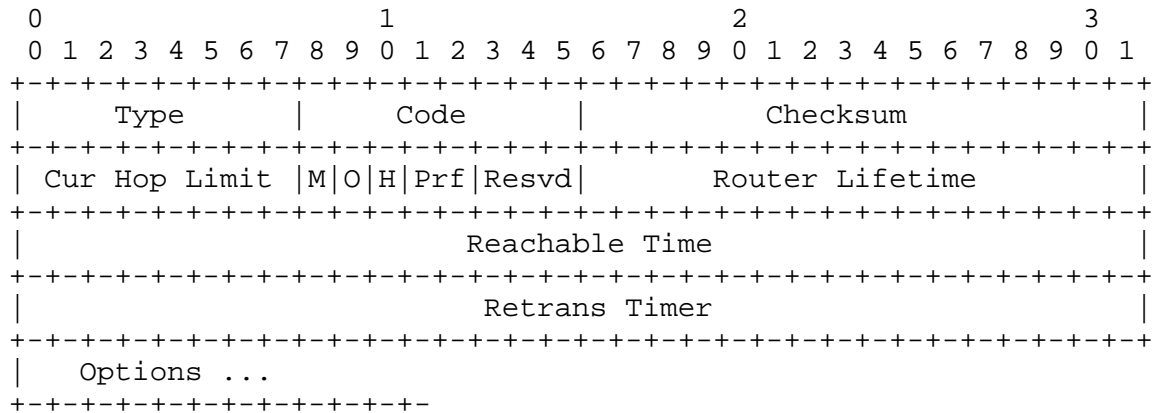 0                   1                   2                   3
 0 1 2 3 4 5 6 7 8 9 0 1 2 3 4 5 6 7 8 9 0 1 2 3 4 5 6 7 8 9 0 1
+-+-+-+-+-+-+-+-+-+-+-+-+-+-+-+-+-+-+-+-+-+-+-+-+-+-+-+-+-+-+-+-+
|     Type      |     Code      |          Checksum             |
+-+-+-+-+-+-+-+-+-+-+-+-+-+-+-+-+-+-+-+-+-+-+-+-+-+-+-+-+-+-+-+-+
| Cur Hop Limit |M|O|H|Prf|Resvd|       Router Lifetime         |
+-+-+-+-+-+-+-+-+-+-+-+-+-+-+-+-+-+-+-+-+-+-+-+-+-+-+-+-+-+-+-+-+
|                         Reachable Time                        |
+-+-+-+-+-+-+-+-+-+-+-+-+-+-+-+-+-+-+-+-+-+-+-+-+-+-+-+-+-+-+-+-+
|                          Retrans Timer                        |
+-+-+-+-+-+-+-+-+-+-+-+-+-+-+-+-+-+-+-+-+-+-+-+-+-+-+-+-+-+-+-+-+
|   Options ...
+-+-+-+-+-+-+-+-+-+-+-+-